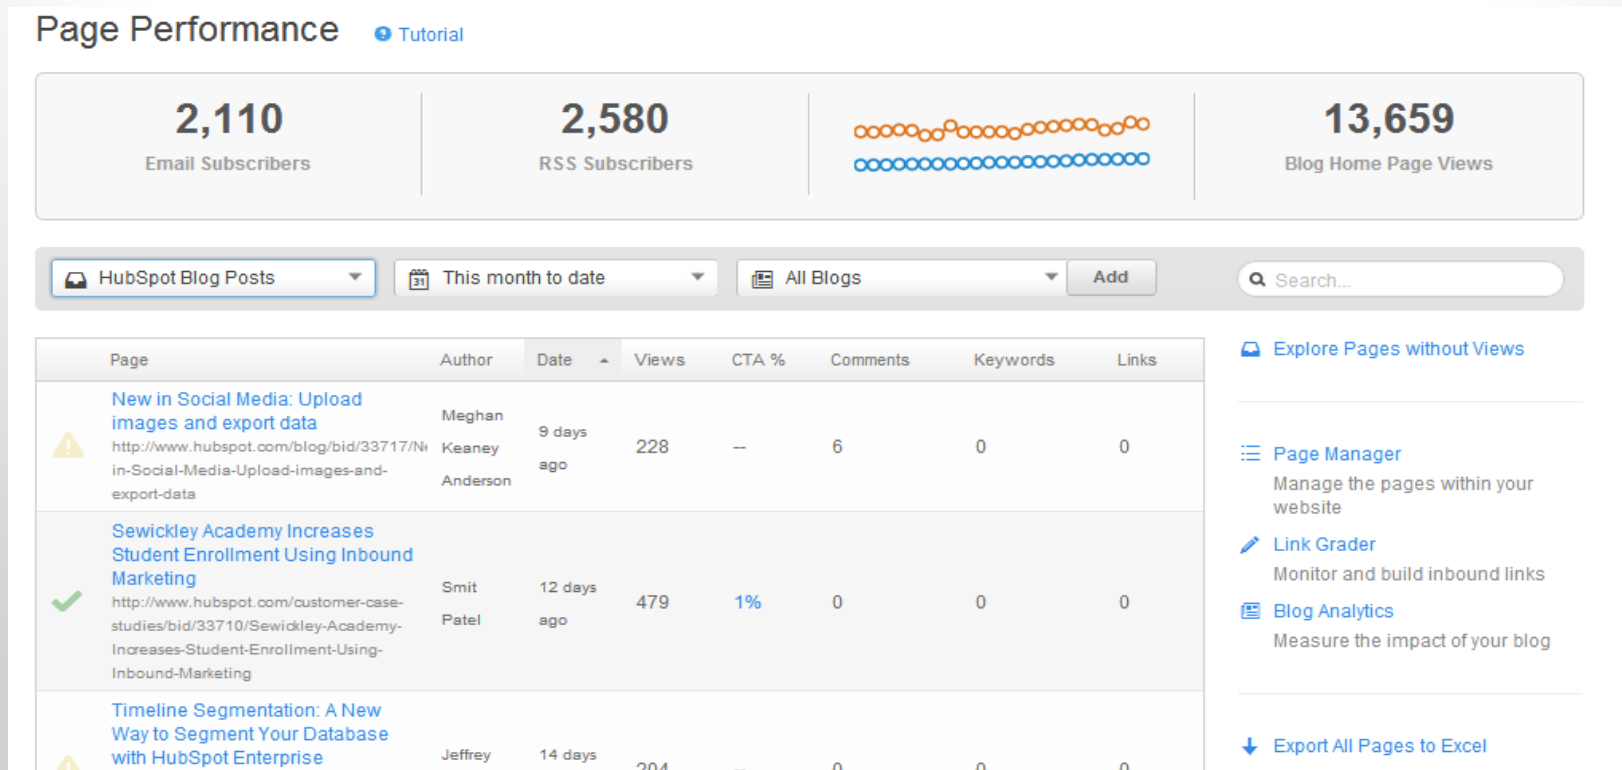 Page Performance
Tutorial
2,110
Email Subscribers
2,580
RSS Subscribers
13,659
Blog Home Page Views
HubSpot Blog Posts
31
This month to date
All Blogs
Add
Search...
Page Author Date Views CTA % Comments Keywords Links
New in Social Media: Upload
images and export data
http://www.hubspot.com/blog/bid/33717/Ne
in-Social-Media-Upload-images-and-
export-data
Meghan
Keaney
Anderson
9 days
ago
228 -- 6 0 0
Sewickley Academy Increases
Student Enrollment Using Inbound
Marketing
http://www.hubspot.com/customer-case-
studies/bid/33710/Sewickley-Academy-
Increases-Student-Enrollment-Using-
Inbound-Marketing
Smit
Patel
12 days
ago
479 1% 0 0 0
Timeline Segmentation: A New
Way to Segment Your Database
with HubSpot Enterprise
Jeffrey
14 days
Explore Pages without Views
Page Manager
Manage the pages within your
website
Link Grader
Monitor and build inbound links
Blog Analytics
Measure the impact of your blog
Export All Pages to Excel